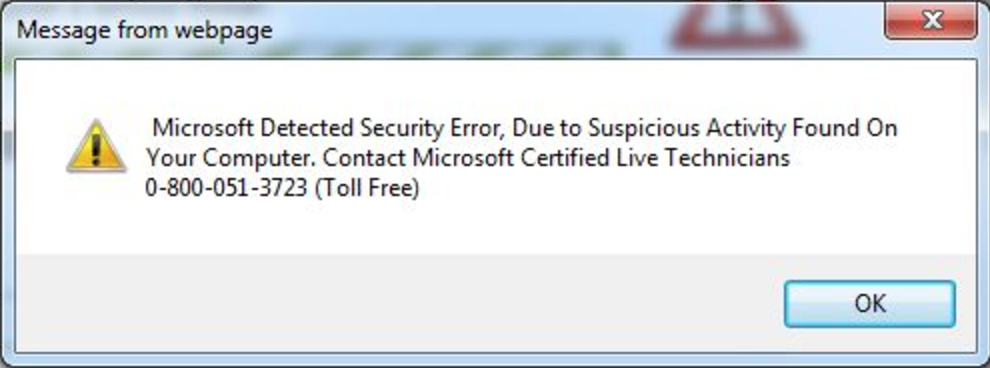 Message from webpage
Microsoft Detected Security Error, Due to Suspicious Activity Found On
Your Computer. Contact Microsoft Certified Live Technicians
0-800-051-3723 (Toll Free)
OK